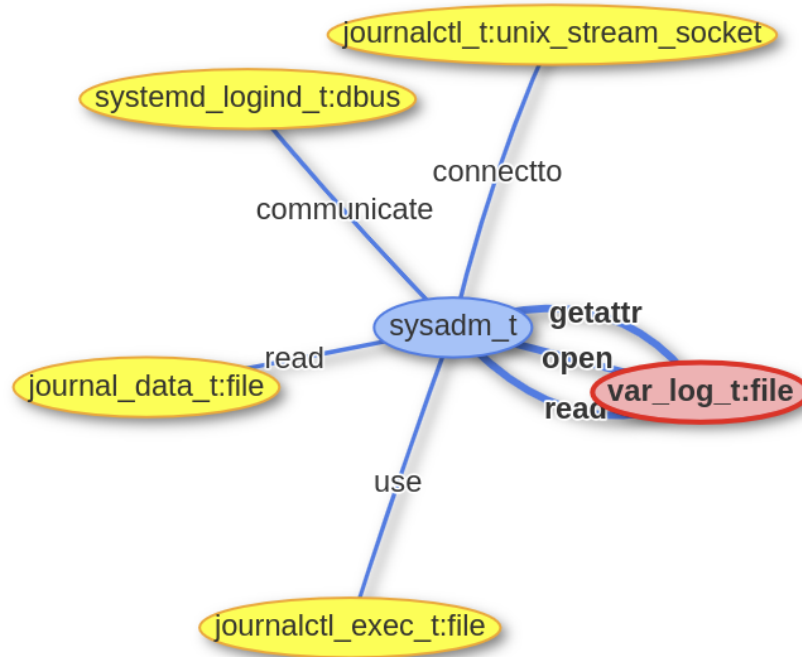 journalctl_t:unix_stream_socket
systemd_logind_t:dbus
connectto
communicate
getattr
sysadm_t
open
read
journal_data_t:file
var_log_t:file
read
use
journalctl_exec_t:file